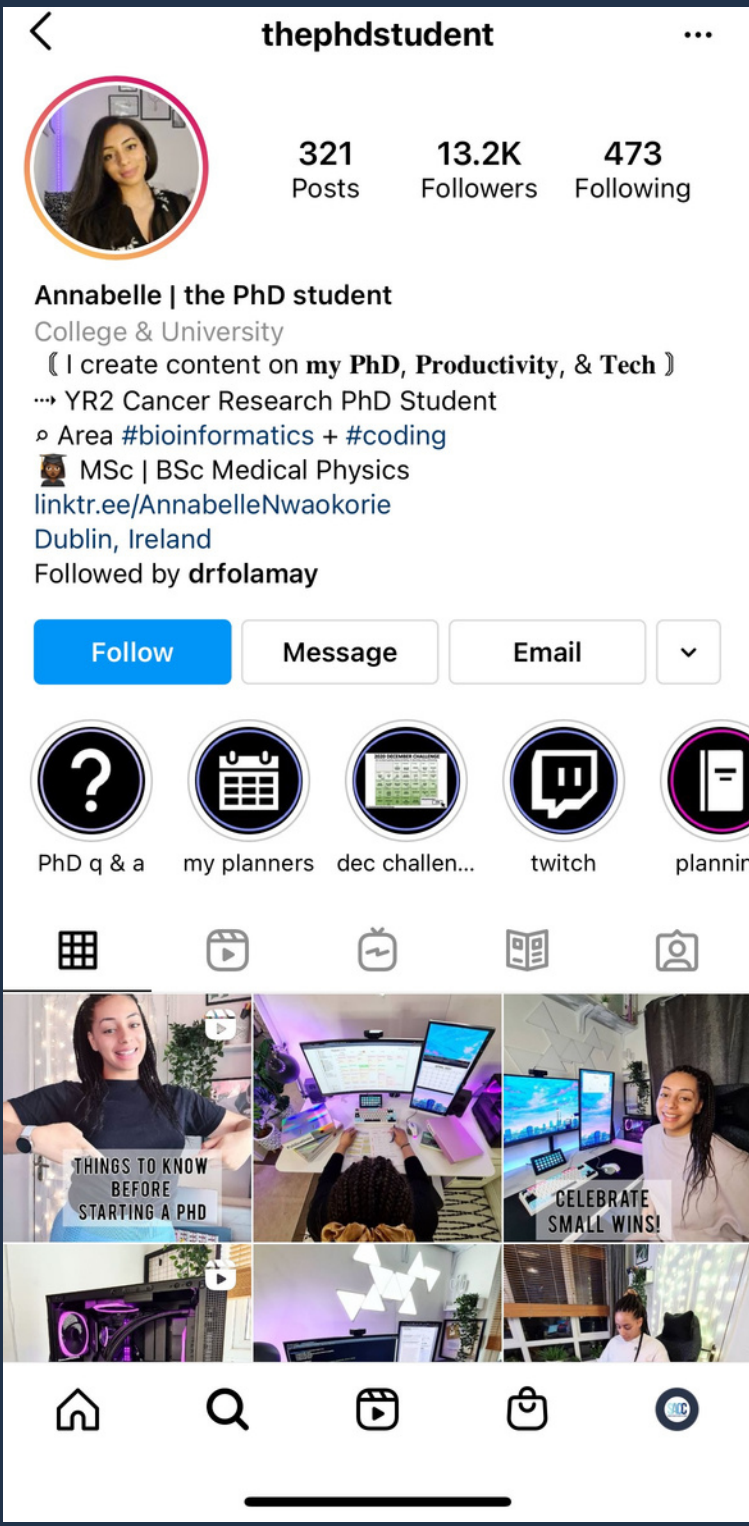 thephdstudent
321 13.2K 473
Posts Followers Following
Annabelle | the PhD student
College & University
⟪ I create content on 𝐦𝐲 𝐏𝐡𝐃, 𝐏𝐫𝐨𝐝𝐮𝐜𝐭𝐢𝐯𝐢𝐭𝐲, & 𝐓𝐞𝐜𝐡 ⟫
⤑ YR2 Cancer Research PhD Student
⌕ Area #bioinformatics + #coding
👩🏾‍🎓 MSc | BSc Medical Physics
linktr.ee/AnnabelleNwaokorie
Dublin, Ireland
Followed by drfolamay
Follow Message Email
PhD q & a my planners dec challen... twitch plannin
THINGS TO KNOW
BEFORE
STARTING A PHD
CELEBRATE
SMALL WINS!